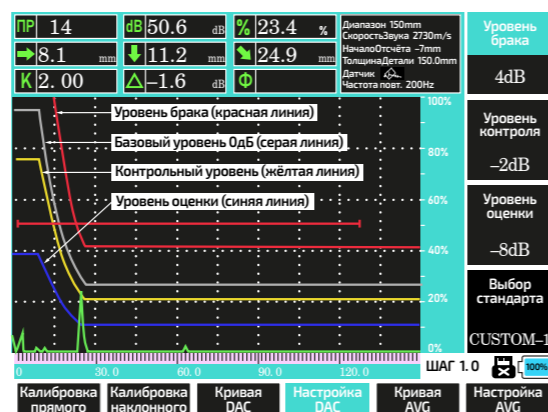 ПР 14
dB 50.6 dB
% 23.4 %
8.1 mm
11.2 mm
24.9 mm
K 2.00
−1.6 dB
Ф
Диапазон 150mm
СкоростьЗвука 2730m/s
НачалоОтсчёта −7mm
ТолщинаДетали 150.0mm
Датчик
Частота повт. 200Hz
Уровень
брака
4dB
Уровень
контроля
−2dB
Уровень
оценки
−8dB
Выбор
стандарта
CUSTOM−1
Уровень брака (красная линия)
Базовый уровень 0дБ (серая линия)
Контрольный уровень (жёлтая линия)
Уровень оценки (синяя линия)
100%
80%
60%
40%
20%
0%
0 30.0 60.0 90.0 120.0
ШАГ 1.0
100%
Калибровка
прямого
Калибровка
наклонного
Кривая
DAC
Настройка
DAC
Кривая
AVG
Настройка
AVG